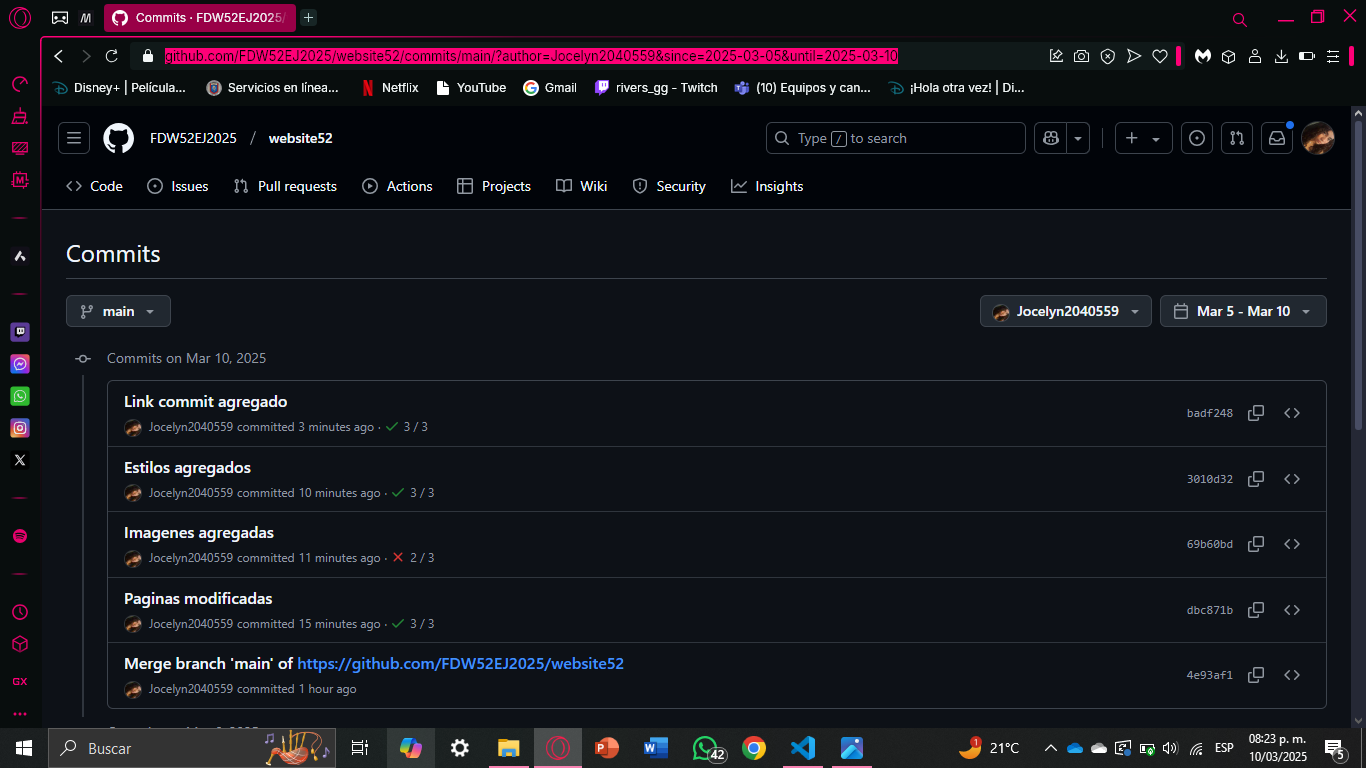 Commits · FDW52EJ2025/
github.com/FDW52EJ2025/website52/commits/main/?author=Jocelyn2040559&since=2025-03-05&until=2025-03-10
Disney+ | Película... Servicios en línea... Netflix YouTube Gmail rivers_gg - Twitch (10) Equipos y can... ¡Hola otra vez! | Di...
FDW52EJ2025 / website52 Type / to search
Code Issues Pull requests Actions Projects Wiki Security Insights
Commits
main Jocelyn2040559 Mar 5 - Mar 10
Commits on Mar 10, 2025
Link commit agregado
Jocelyn2040559 committed 3 minutes ago · 3 / 3
badf248
Estilos agregados
Jocelyn2040559 committed 10 minutes ago · 3 / 3
3010d32
Imagenes agregadas
Jocelyn2040559 committed 11 minutes ago · 2 / 3
69b60bd
Paginas modificadas
Jocelyn2040559 committed 15 minutes ago · 3 / 3
dbc871b
Merge branch 'main' of https://github.com/FDW52EJ2025/website52
Jocelyn2040559 committed 1 hour ago
4e93af1
GX
Buscar
42
1
21°C
ESP
08:23 p. m.
10/03/2025
5